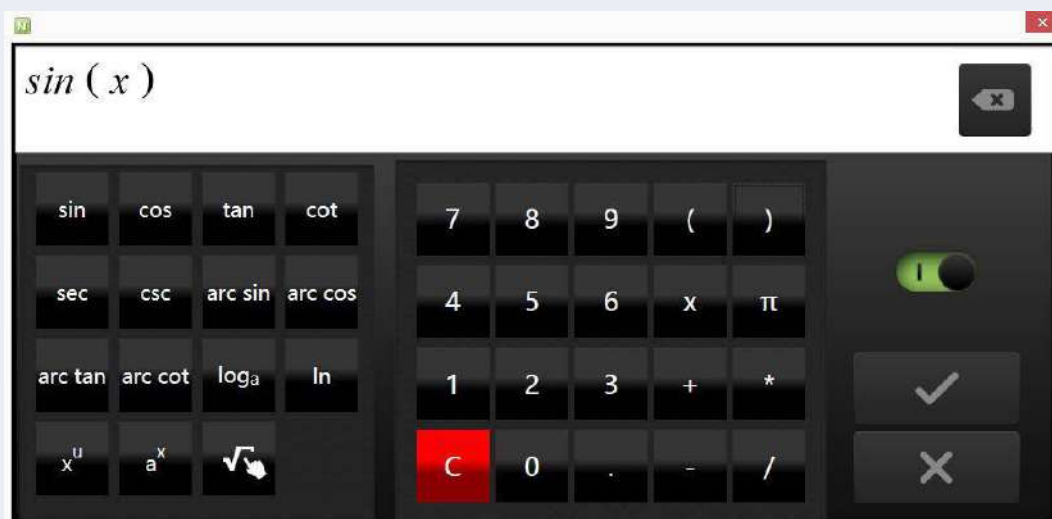 sin ( x )
sin cos tan cot
7 8 9 ( )
sec csc arc sin arc cos
4 5 6 x π
arc tan arc cot logₐ ln
1 2 3 + *
xᵘ aˣ √
C 0 . - /